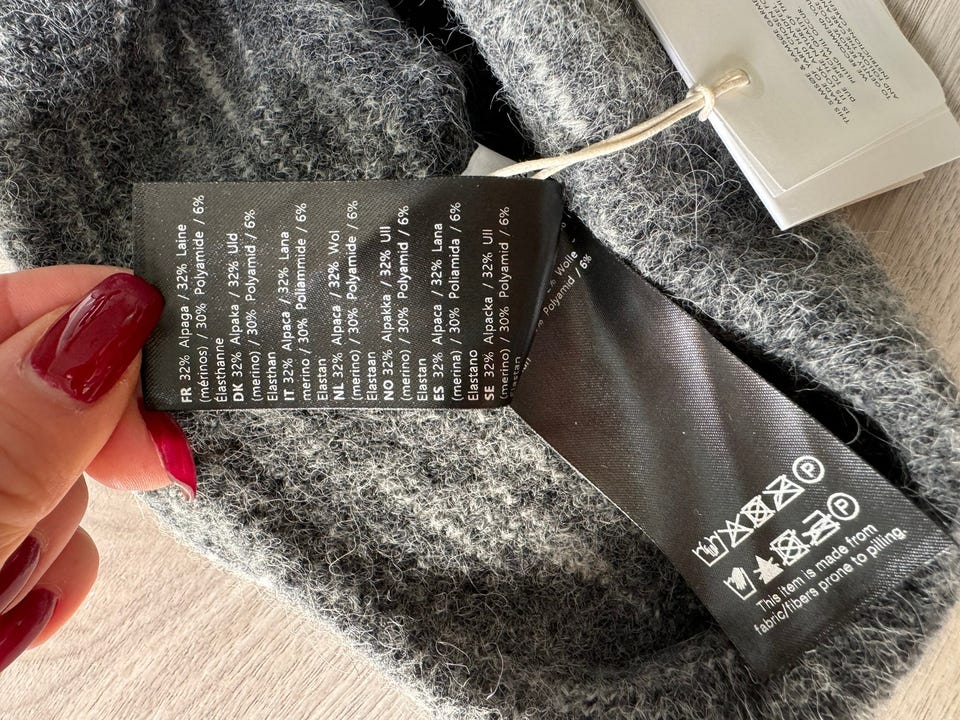 FR 32% Alpaga / 32% Laine
(mérinos) / 30% Polyamide / 6%
Élasthanne
DK 32% Alpaka / 32% Uld
(merino) / 30% Polyamid / 6%
Elasthan
IT 32% Alpaca / 32% Lana
merino / 30% Poliammide / 6%
Elastan
NL 32% Alpaca / 32% Wol
(merino) / 30% Polyamide / 6%
Elastaan
NO 32% Alpakka / 32% Ull
(merino) / 30% Polyamid / 6%
Elastan
ES 32% Alpaca / 32% Lana
(merina) / 30% Poliamida / 6%
Elastano
SE 32% Alpacka / 32% Ull
(merino) / 30% Polyamid / 6%
Wolle
% Polyamid / 6%
P
P
This item is made from
fabric/fibers prone to pilling.
THIS SAMSØE